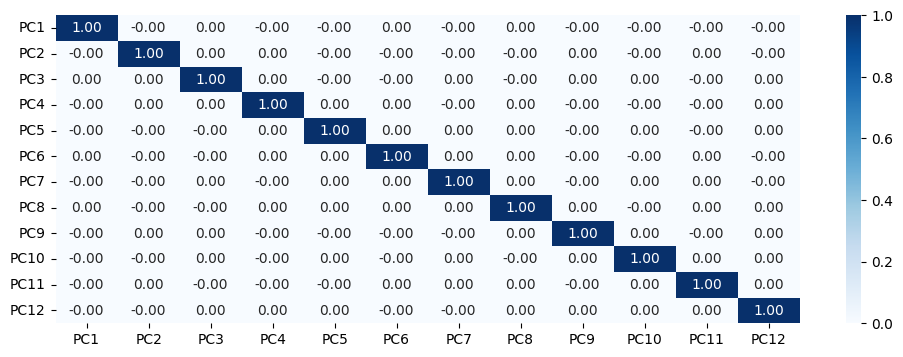 PC1 1.00 -0.00 0.00 -0.00 -0.00 0.00 -0.00 0.00 -0.00 -0.00 -0.00 -0.00
PC2 -0.00 1.00 0.00 0.00 -0.00 -0.00 -0.00 -0.00 0.00 -0.00 0.00 -0.00
PC3 0.00 0.00 1.00 0.00 -0.00 -0.00 0.00 -0.00 0.00 0.00 -0.00 0.00
PC4 -0.00 0.00 0.00 1.00 0.00 0.00 -0.00 0.00 -0.00 -0.00 -0.00 0.00
PC5 -0.00 -0.00 -0.00 0.00 1.00 0.00 0.00 0.00 -0.00 0.00 -0.00 0.00
PC6 0.00 -0.00 -0.00 0.00 0.00 1.00 0.00 0.00 -0.00 -0.00 0.00 -0.00
PC7 -0.00 -0.00 0.00 -0.00 0.00 0.00 1.00 0.00 -0.00 0.00 0.00 -0.00
PC8 0.00 -0.00 -0.00 0.00 0.00 0.00 0.00 1.00 0.00 -0.00 0.00 0.00
PC9 -0.00 0.00 0.00 -0.00 -0.00 -0.00 -0.00 0.00 1.00 0.00 -0.00 0.00
PC10 -0.00 -0.00 0.00 -0.00 0.00 -0.00 0.00 -0.00 0.00 1.00 0.00 0.00
PC11 -0.00 0.00 -0.00 -0.00 -0.00 0.00 0.00 0.00 -0.00 0.00 1.00 0.00
PC12 -0.00 -0.00 0.00 0.00 0.00 -0.00 -0.00 0.00 0.00 0.00 0.00 1.00
PC1 PC2 PC3 PC4 PC5 PC6 PC7 PC8 PC9 PC10 PC11 PC12
1.0
0.8
0.6
0.4
0.2
0.0